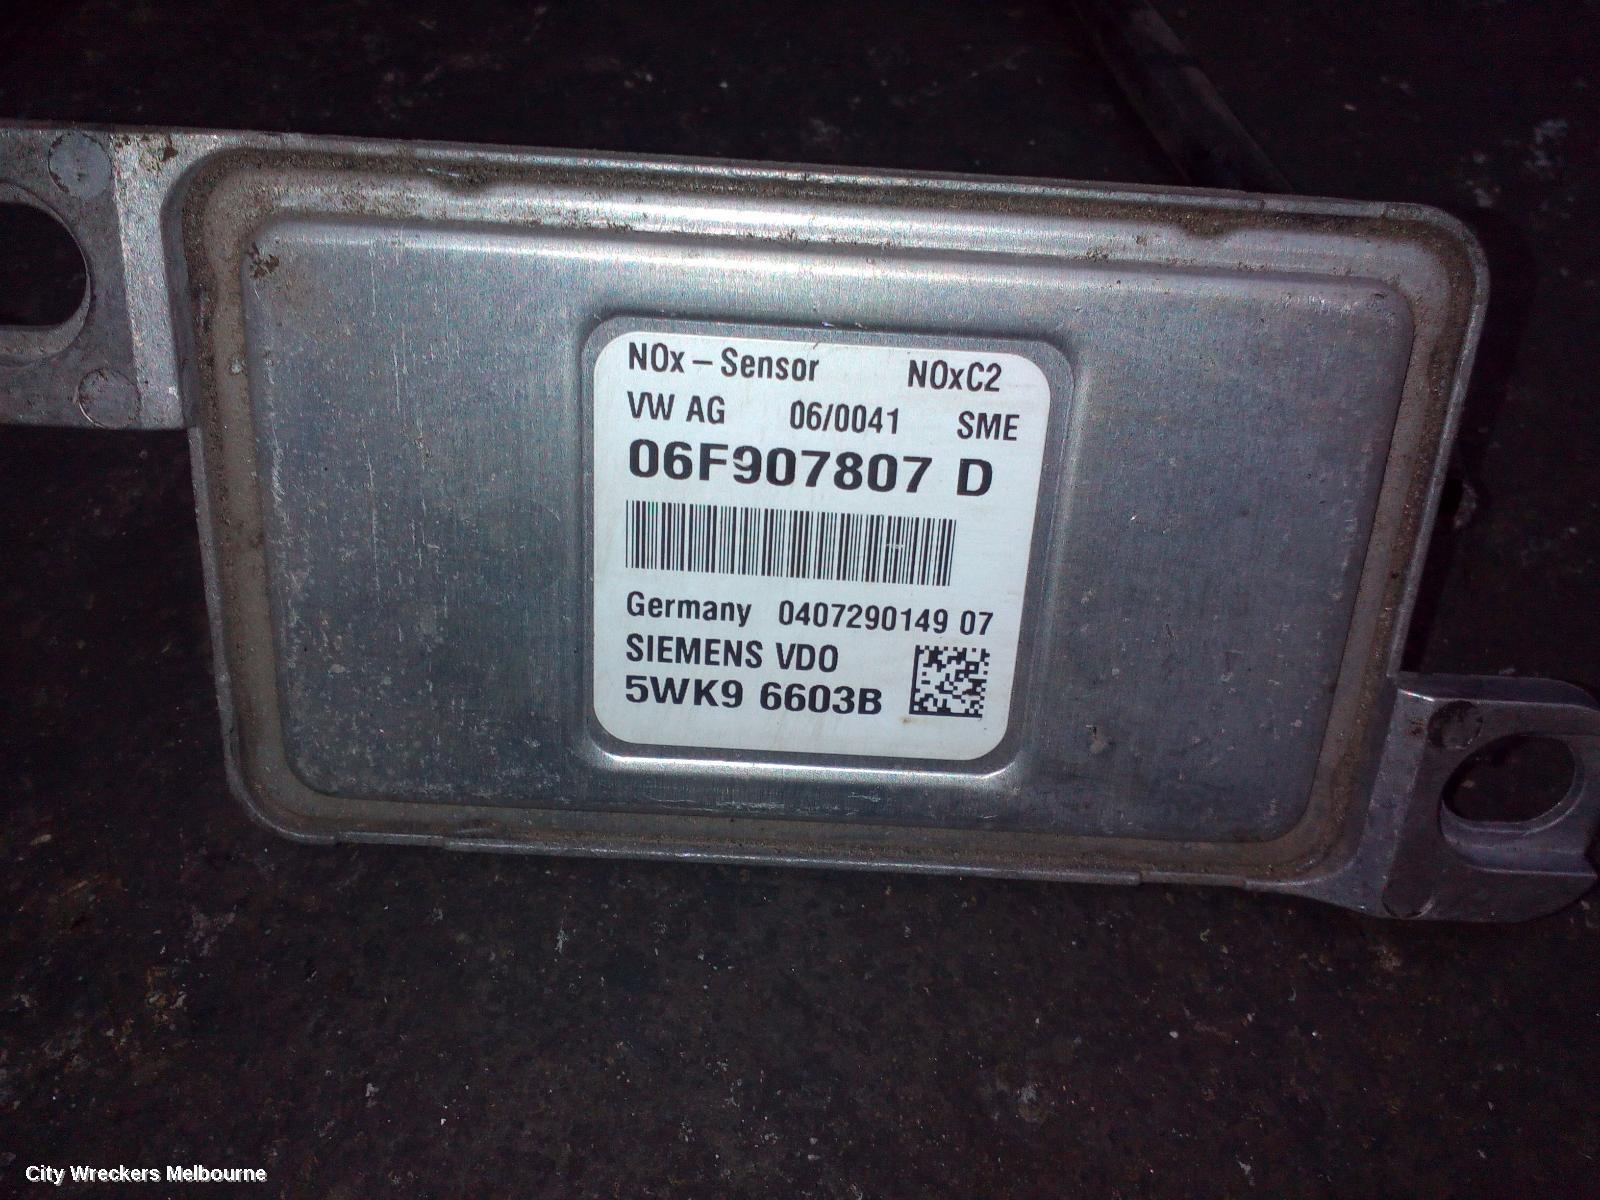 NOx – Sensor NOxC2
VW AG 06/0041 SME
06F907807 D
Germany 0407290149 07
SIEMENS VDO
5WK9 6603B
City Wreckers Melbourne